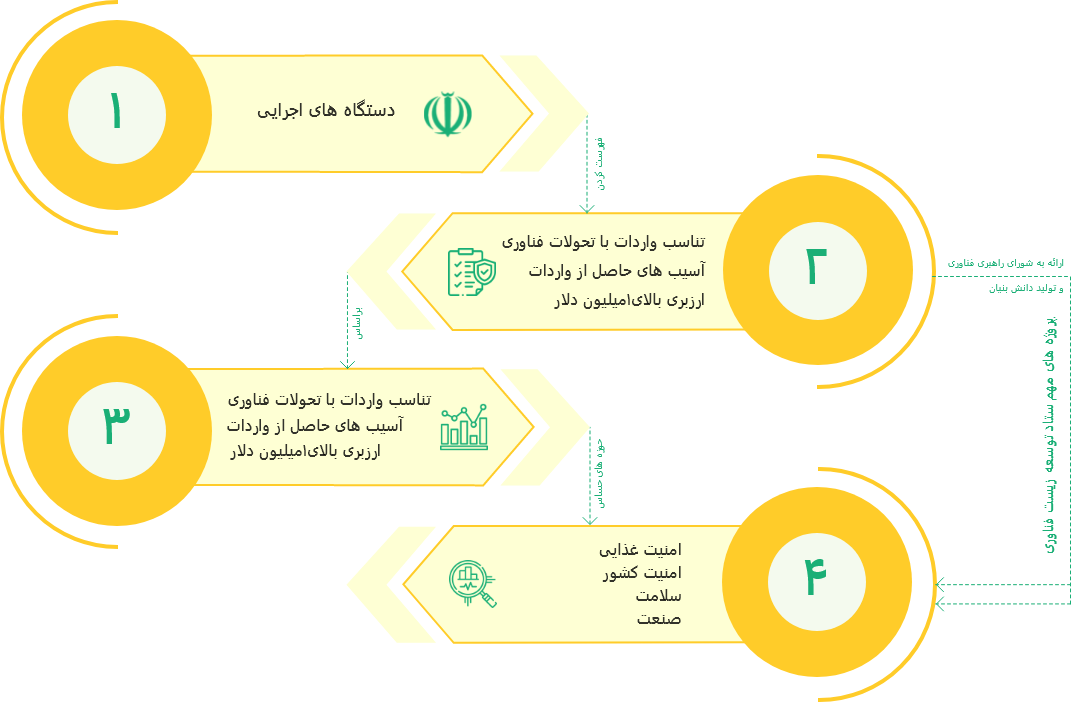 ۱
دستگاه های اجرایی
فهرست کردن
۲
تناسب واردات با تحولات فناوری
آسیب های حاصل از واردات
ارزبری بالای۱میلیون دلار
ارائه به شورای راهبری فناوری
و تولید دانش بنیان
پروژه های مهم ستاد توسعه زیست فناوری
براساس
۳
تناسب واردات با تحولات فناوری
آسیب های حاصل از واردات
ارزبری بالای۱میلیون دلار
حوزه های حساس
۴
امنیت غذایی
امنیت کشور
سلامت
صنعت